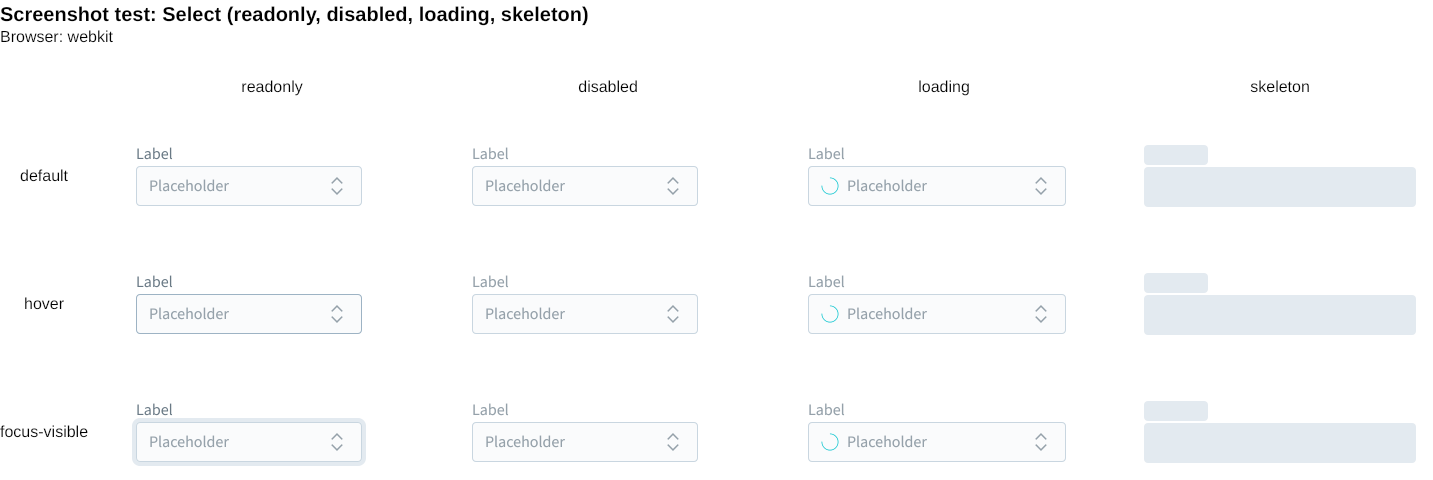 Screenshot test: Select (readonly, disabled, loading, skeleton)
Browser: webkit
readonly disabled loading skeleton
Label Label Label
default Placeholder Placeholder Placeholder
Label Label Label
hover Placeholder Placeholder Placeholder
Label Label Label
focus-visible Placeholder Placeholder Placeholder